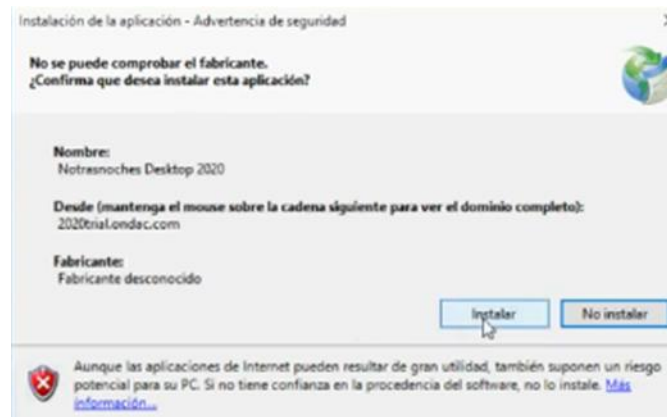 Instalación de la aplicación - Advertencia de seguridad
No se puede comprobar el fabricante.
¿Confirma que desea instalar esta aplicación?
Nombre:
Notrasnoches Desktop 2020
Desde (mantenga el mouse sobre la cadena siguiente para ver el dominio completo):
2020trial.ondac.com
Fabricante:
Fabricante desconocido
Instalar
No instalar
Aunque las aplicaciones de Internet pueden resultar de gran utilidad, también suponen un riesgo
potencial para su PC. Si no tiene confianza en la procedencia del software, no lo instale. Más
información...